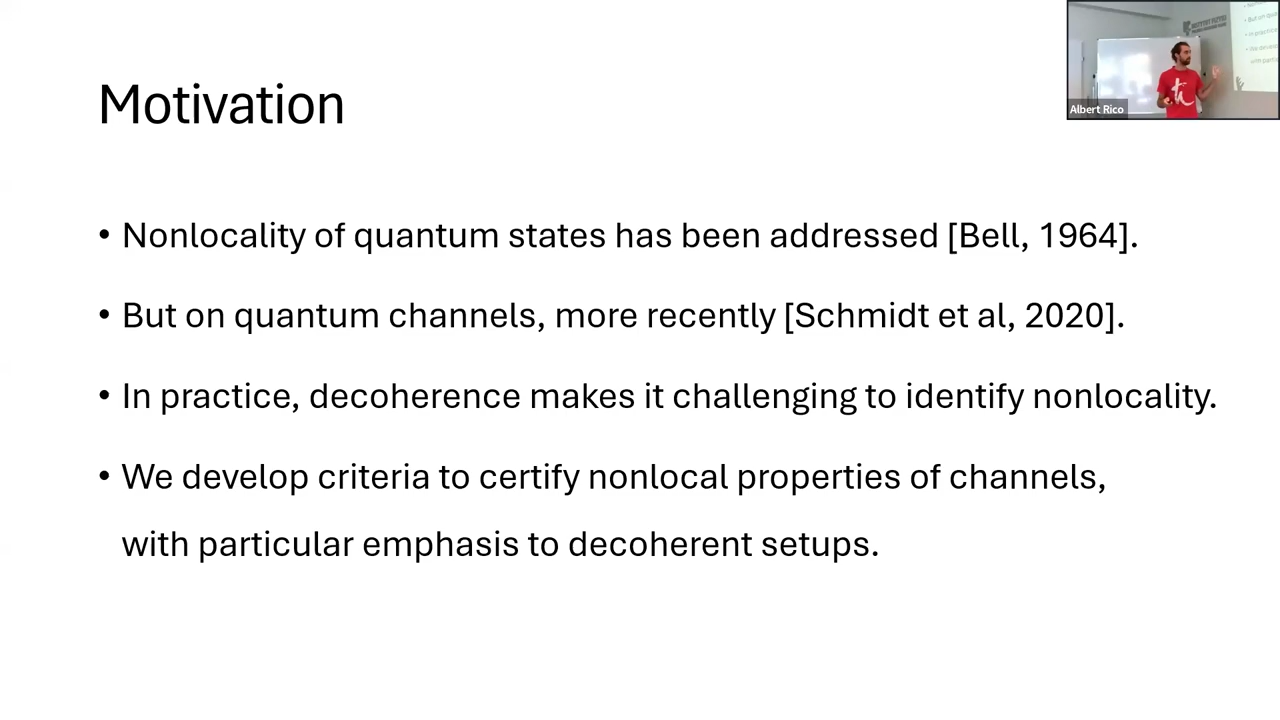 Motivation
• Nonlocality of quantum states has been addressed [Bell, 1964].
• But on quantum channels, more recently [Schmidt et al, 2020].
• In practice, decoherence makes it challenging to identify nonlocality.
• We develop criteria to certify nonlocal properties of channels,
with particular emphasis to decoherent setups.
Albert Rico